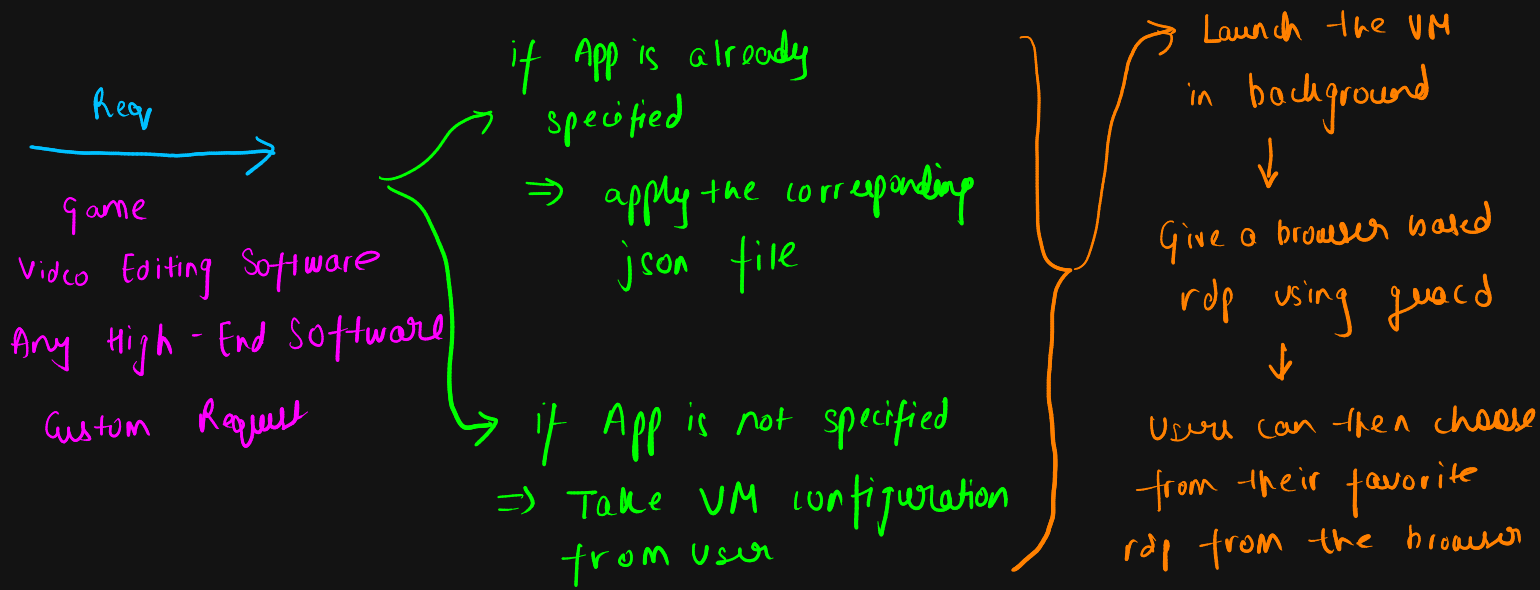 Req
Game
Video Editing Software
Any High-End Software
Custom Request
if App is already
specified
⇒ apply the corresponding
json file
if App is not specified
⇒ Take VM configuration
from user
Launch the VM
in background
Give a browser based
rdp using guacd
Users can then choose
from their favorite
rdp from the browser